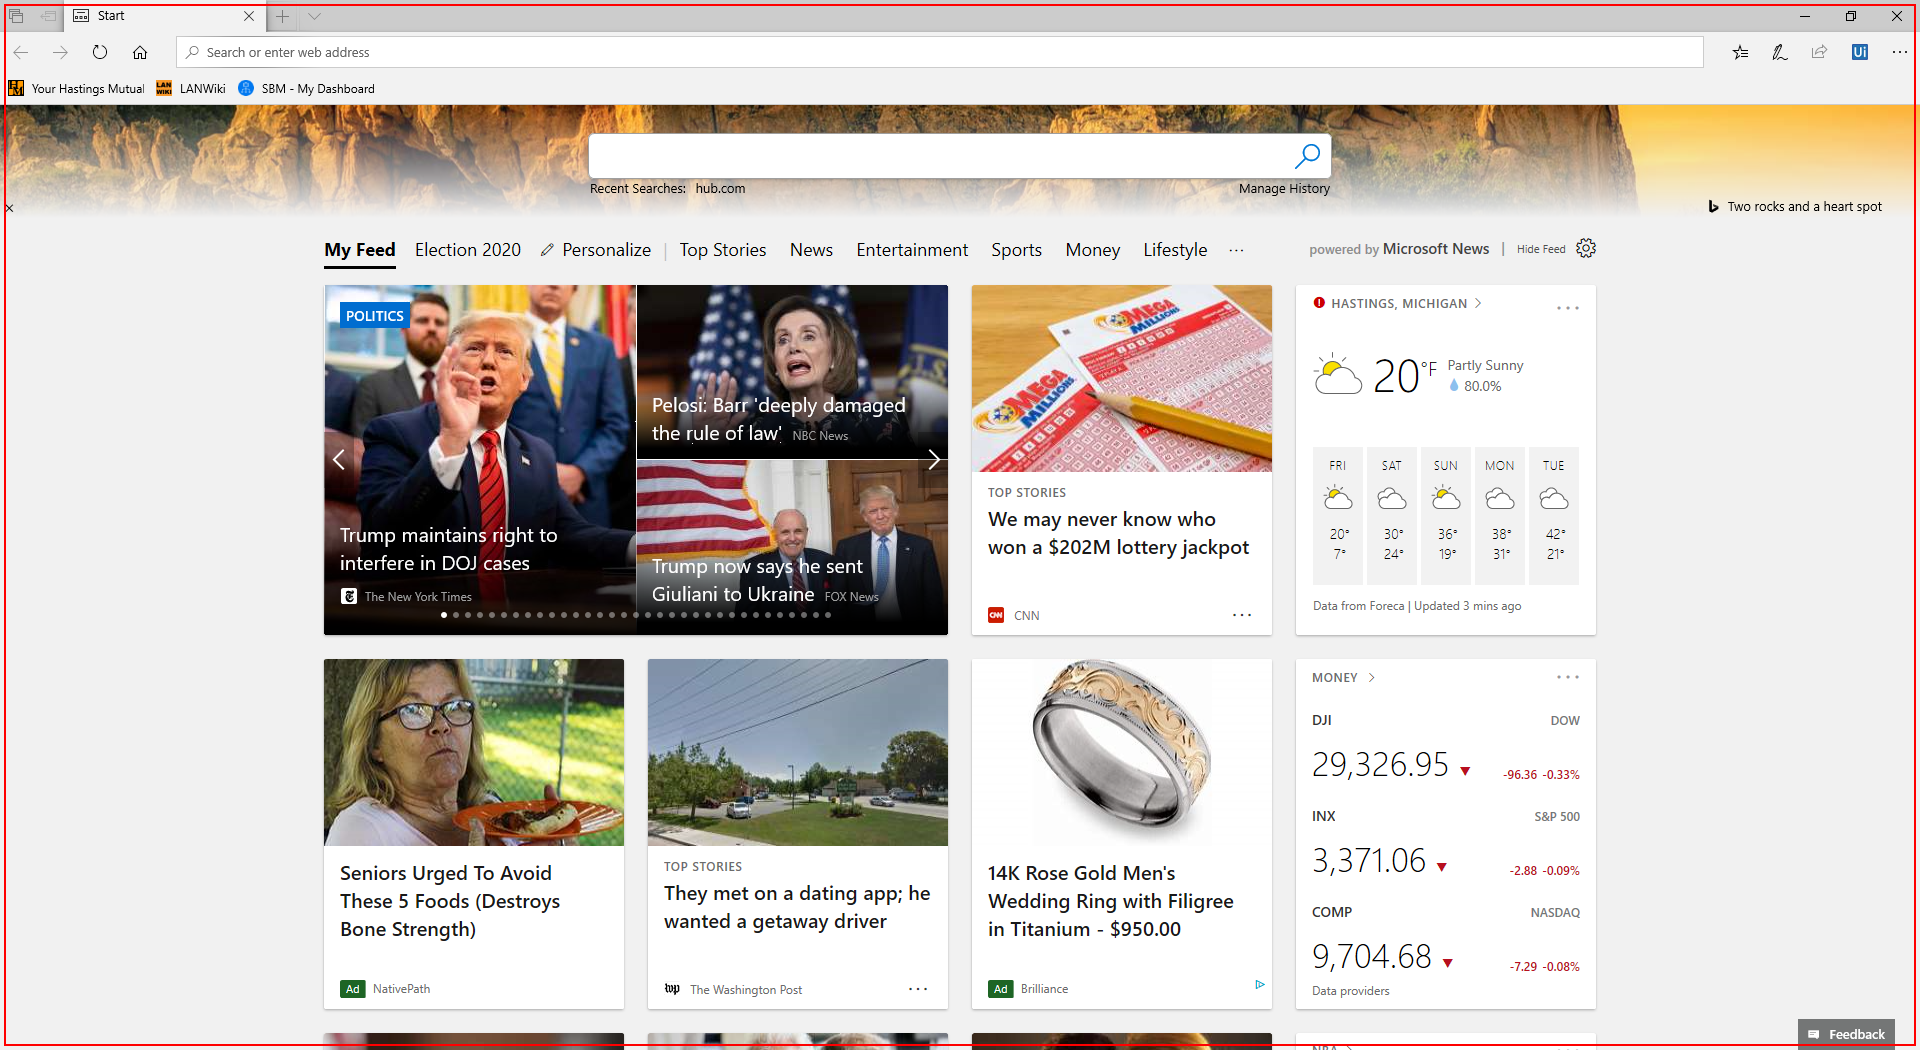 Start
Search or enter web address
Your Hastings Mutual
LANWiki
SBM - My Dashboard
Recent Searches: hub.com
Manage History
Two rocks and a heart spot
My Feed
Election 2020
Personalize
Top Stories
News
Entertainment
Sports
Money
Lifestyle
powered by Microsoft News
Hide Feed
POLITICS
Trump maintains right to
interfere in DOJ cases
The New York Times
Pelosi: Barr 'deeply damaged
the rule of law' NBC News
Trump now says he sent
Giuliani to Ukraine FOX News
MEGA
MILLIONS
MEGA
MILLIONS
TOP STORIES
We may never know who
won a $202M lottery jackpot
CNN
CNN
HASTINGS, MICHIGAN
20°F
Partly Sunny
80.0%
FRI SAT SUN MON TUE
20° 30° 36° 38° 42°
7° 24° 19° 31° 21°
Data from Foreca | Updated 3 mins ago
Seniors Urged To Avoid
These 5 Foods (Destroys
Bone Strength)
Ad NativePath
TOP STORIES
They met on a dating app; he
wanted a getaway driver
wp The Washington Post
14K Rose Gold Men's
Wedding Ring with Filigree
in Titanium - $950.00
Ad Brilliance
MONEY
DJI DOW
29,326.95 -96.36 -0.33%
INX S&P 500
3,371.06 -2.88 -0.09%
COMP NASDAQ
9,704.68 -7.29 -0.08%
Data providers
Feedback